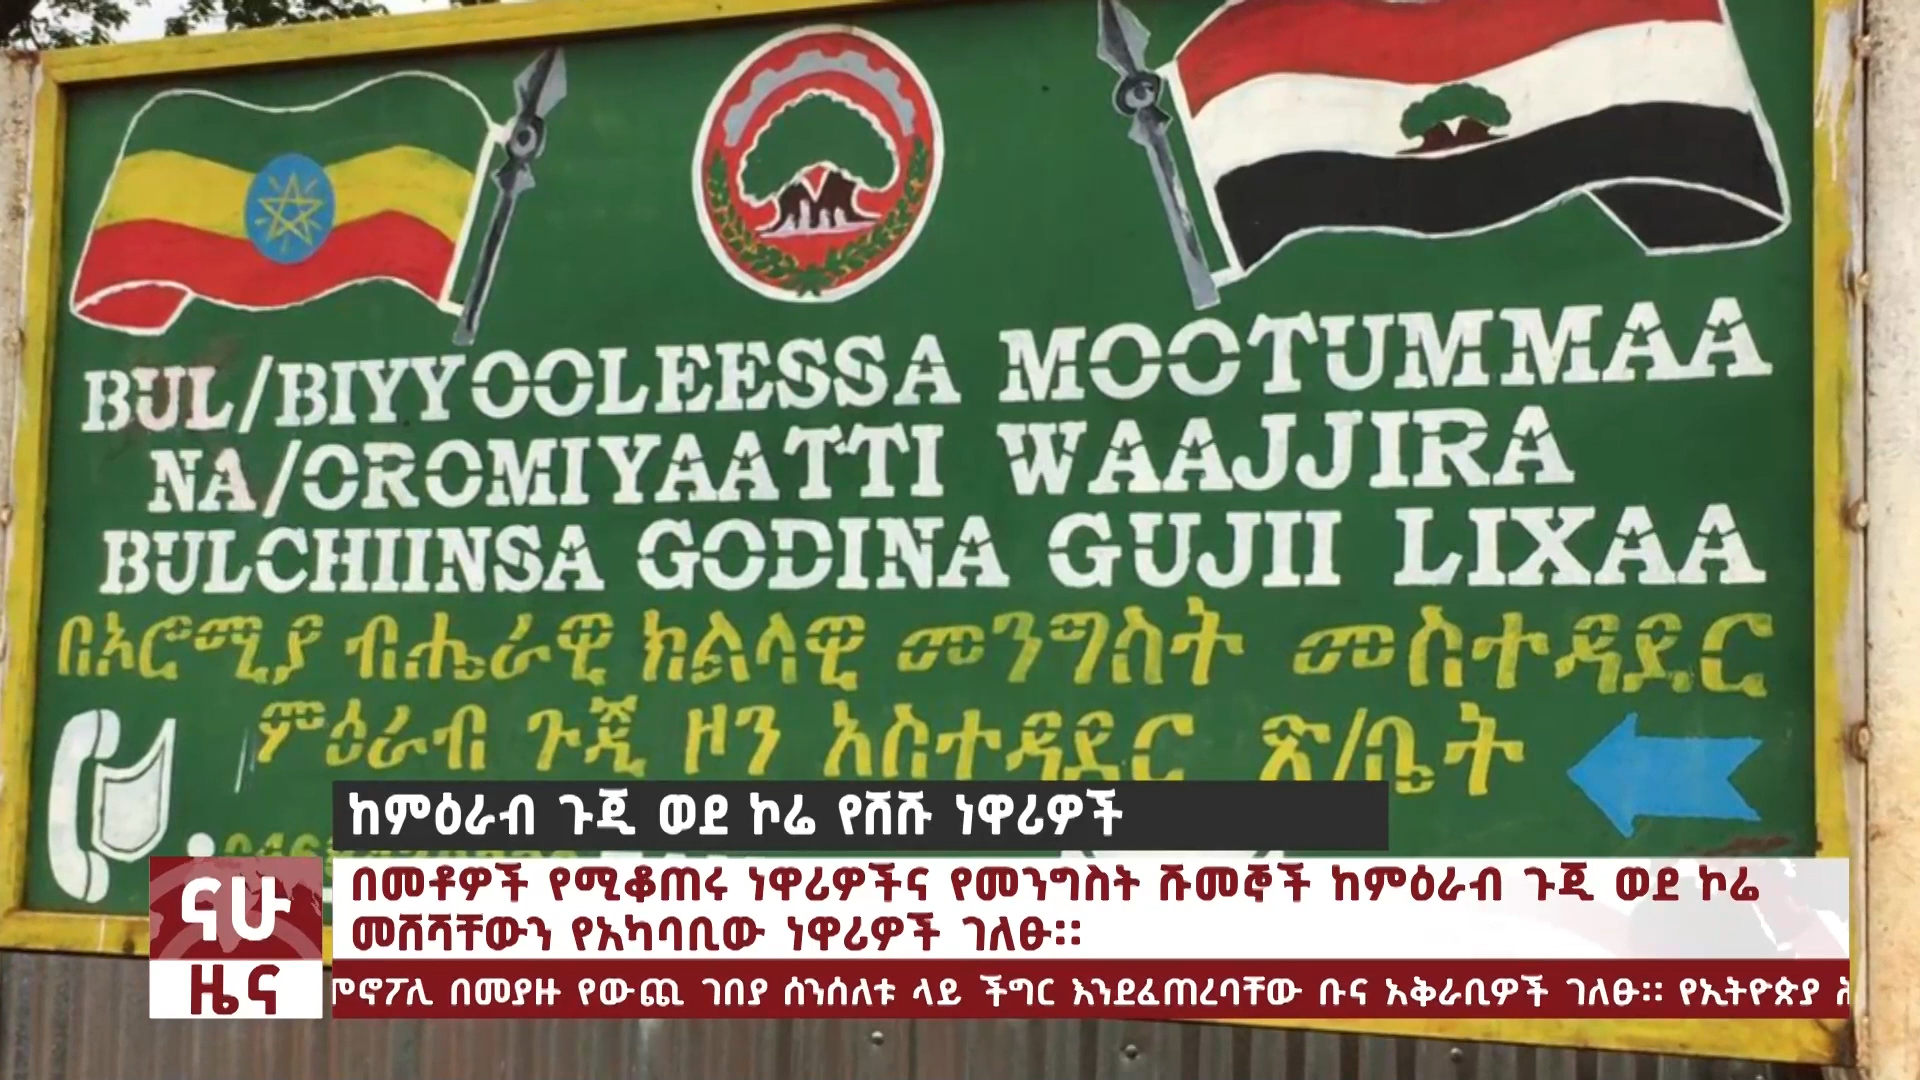 BUL/BIYYOOLEESSA MOOTUMMAA
NA/OROMIYAATTI WAAJJIRA
BULCHIINSA GODINA GUJII LIXAA
በኦሮሚያ ብሔራዊ ክልላዊ መንግስት መስተዳደር
ምዕራብ ጉጂ ዞን አስተዳደር ጽ/ቤት
ከምዕራብ ጉጂ ወደ ኮሬ የሸሹ ነዋሪዎች
ናሁ
ዜና
በመቶዎች የሚቆጠሩ ነዋሪዎችና የመንግስት ሹመኞች ከምዕራብ ጉጂ ወደ ኮሬ
መሸሻቸውን የአካባቢው ነዋሪዎች ገለፁ።
ሞኖፖሊ በመያዙ የውጪ ገበያ ሰንሰለቱ ላይ ችግር እንደፈጠረባቸው ቡና አቅራቢዎች ገለፁ። የኢትዮጵያ